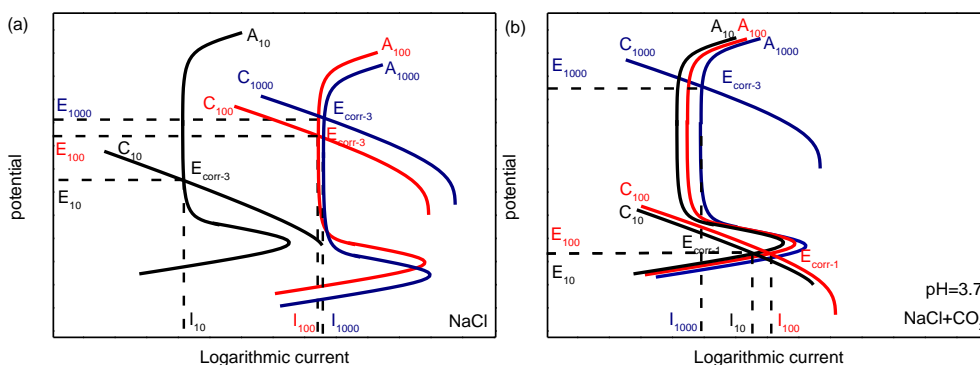 (a)
A10
A100
A1000
C1000
C100
E1000
Ecorr-3
Ecorr-3
E100
C10
Ecorr-3
E10
potential
NaCl
I10
I100
I1000
Logarithmic current
(b)
A10
A100
A1000
C1000
E1000
Ecorr-3
C100
C10
E100
Ecorr-1
Ecorr-1
E10
potential
pH=3.7
NaCl+CO2
I1000
I10
I100
Logarithmic current